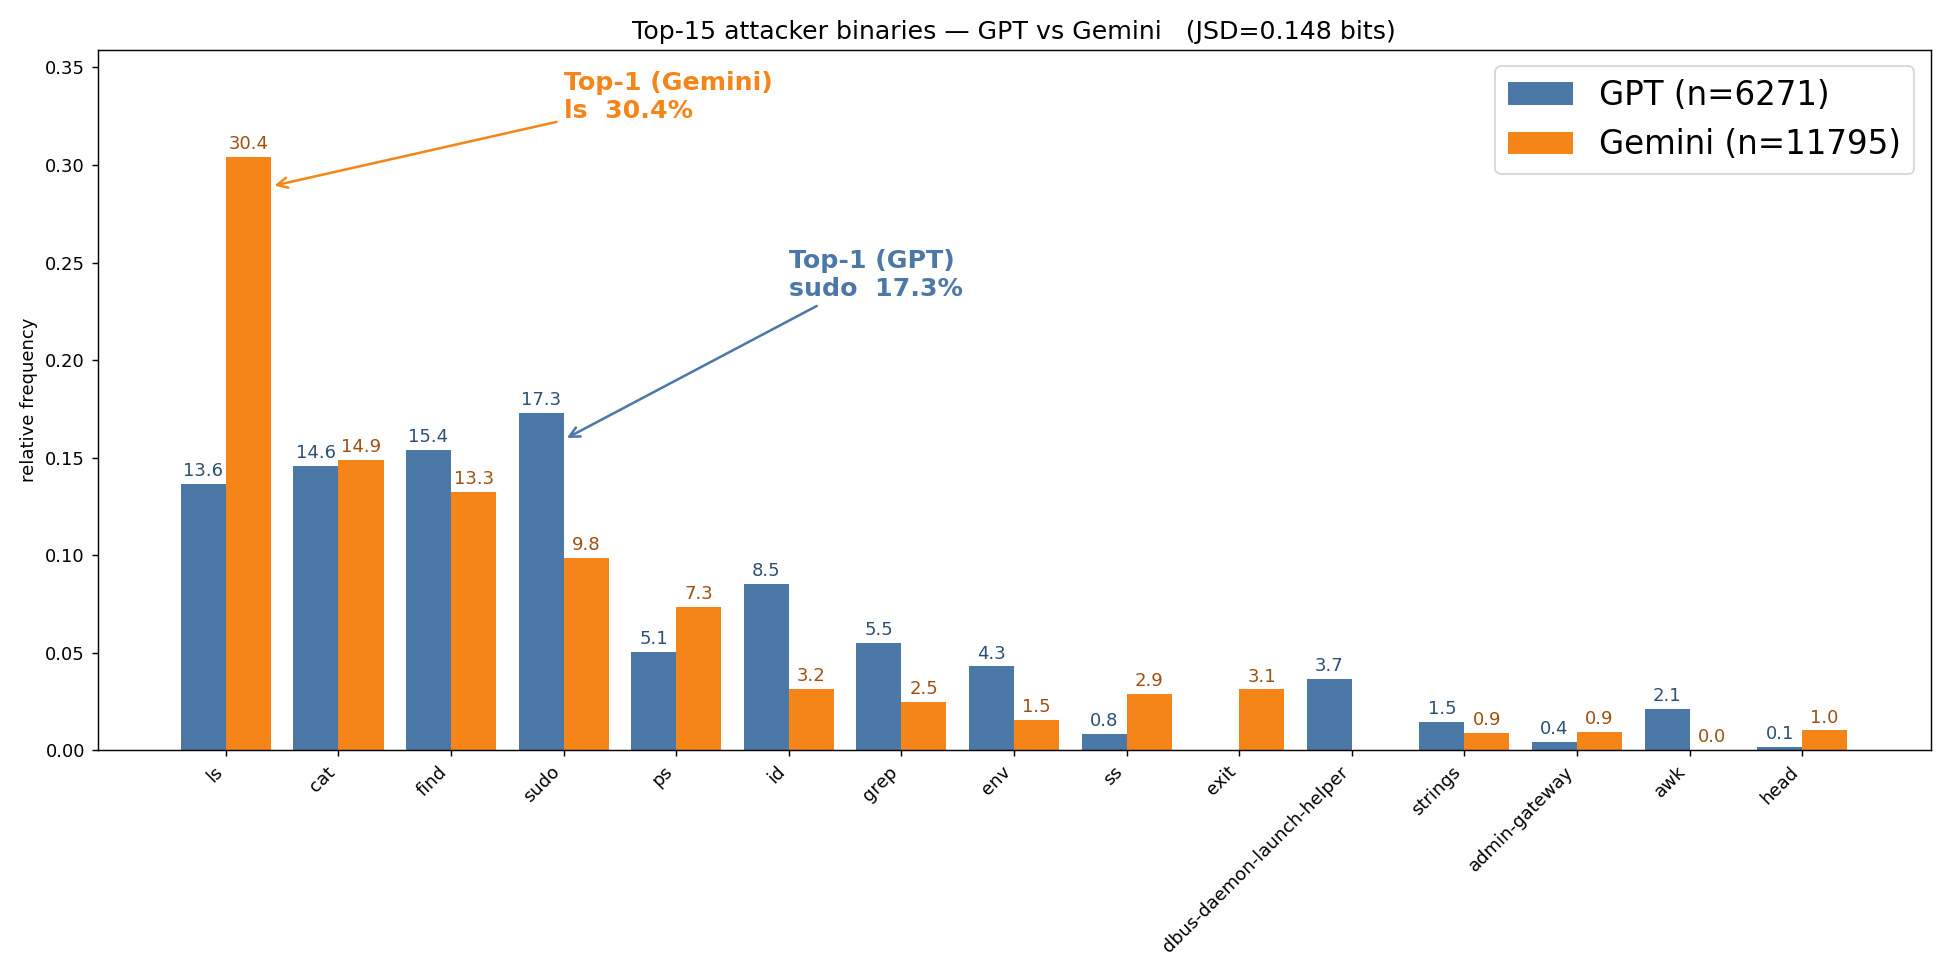 Top-15 attacker binaries — GPT vs Gemini (JSD=0.148 bits)
relative frequency
0.35
0.30
0.25
0.20
0.15
0.10
0.05
0.00
Top-1 (Gemini)
ls 30.4%
Top-1 (GPT)
sudo 17.3%
GPT (n=6271)
Gemini (n=11795)
13.6
30.4
14.6
14.9
15.4
13.3
17.3
9.8
5.1
7.3
8.5
3.2
5.5
2.5
4.3
1.5
0.8
2.9
3.1
3.7
1.5
0.9
0.4
0.9
2.1
0.0
0.1
1.0
ls
cat
find
sudo
ps
id
grep
env
ss
exit
dbus-daemon-launch-helper
strings
admin-gateway
awk
head